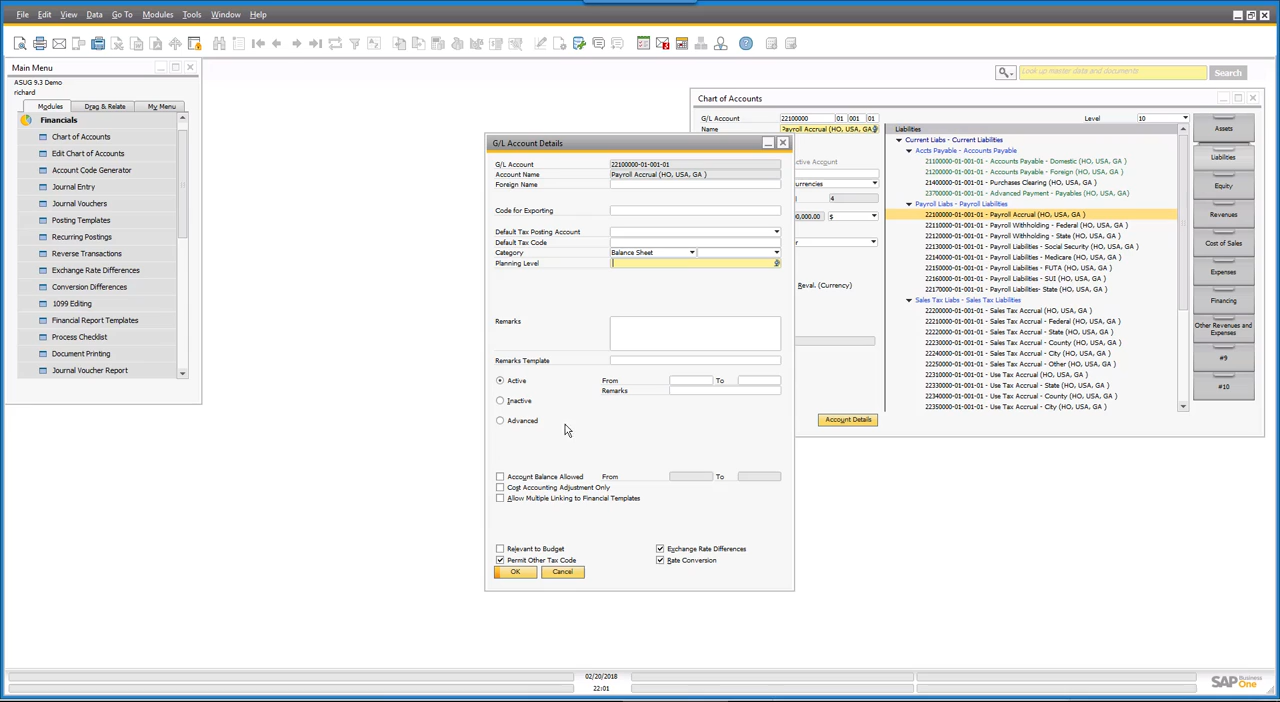 File Edit View Data Go To Modules Tools Window Help
Main Menu
ASUG 9.3 Demo
richard
Modules Drag & Relate My Menu
Financials
Chart of Accounts
Edit Chart of Accounts
Account Code Generator
Journal Entry
Journal Vouchers
Posting Templates
Recurring Postings
Reverse Transactions
Exchange Rate Differences
Conversion Differences
1099 Editing
Financial Report Templates
Process Checklist
Document Printing
Journal Voucher Report
Look up master data and documents Search
Chart of Accounts
G/L Account 22100000 01 001 01
Name Payroll Accrual (HO, USA, GA
Level 10
Active Account
urrencies
4
00,000.00 $
r
Reval. (Currency)
Account Details
Liabilities
Current Liabs - Current Liabilities
Accts Payable - Accounts Payable
21100000-01-001-01 - Accounts Payable - Domestic (HO, USA, GA )
21200000-01-001-01 - Accounts Payable - Foreign (HO, USA, GA )
21400000-01-001-01 - Purchases Clearing (HO, USA, GA )
23700000-01-001-01 - Advanced Payment - Payables (HO, USA, GA )
Payroll Liabs - Payroll Liabilities
22100000-01-001-01 - Payroll Accrual (HO, USA, GA )
22110000-01-001-01 - Payroll Withholding - Federal (HO, USA, GA )
22120000-01-001-01 - Payroll Withholding - State (HO, USA, GA )
22130000-01-001-01 - Payroll Liabilities - Social Security (HO, USA, GA )
22140000-01-001-01 - Payroll Liabilities - Medicare (HO, USA, GA )
22150000-01-001-01 - Payroll Liabilities - FUTA (HO, USA, GA )
22160000-01-001-01 - Payroll Liabilities - SUI (HO, USA, GA )
22170000-01-001-01 - Payroll Liabilities- State (HO, USA, GA )
Sales Tax Liabs - Sales Tax Liabilities
22200000-01-001-01 - Sales Tax Accrual (HO, USA, GA )
22210000-01-001-01 - Sales Tax Accrual - Federal (HO, USA, GA )
22220000-01-001-01 - Sales Tax Accrual - State (HO, USA, GA )
22230000-01-001-01 - Sales Tax Accrual - County (HO, USA, GA )
22240000-01-001-01 - Sales Tax Accrual - City (HO, USA, GA )
22250000-01-001-01 - Sales Tax Accrual - Other (HO, USA, GA )
22310000-01-001-01 - Use Tax Accrual (HO, USA, GA )
22330000-01-001-01 - Use Tax Accrual - State (HO, USA, GA )
22340000-01-001-01 - Use Tax Accrual - County (HO, USA, GA )
22350000-01-001-01 - Use Tax Accrual - City (HO, USA, GA )
Assets
Liabilities
Equity
Revenues
Cost of Sales
Expenses
Financing
Other Revenues and
Expenses
#9
#10
G/L Account Details
G/L Account 22100000-01-001-01
Account Name Payroll Accrual (HO, USA, GA )
Foreign Name
Code for Exporting
Default Tax Posting Account
Default Tax Code
Category Balance Sheet
Planning Level
Remarks
Remarks Template
Active From To
Remarks
Inactive
Advanced
Account Balance Allowed From To
Cost Accounting Adjustment Only
Allow Multiple Linking to Financial Templates
Relevant to Budget Exchange Rate Differences
Permit Other Tax Code Rate Conversion
OK Cancel
02/20/2018
22:01
SAP Business
One